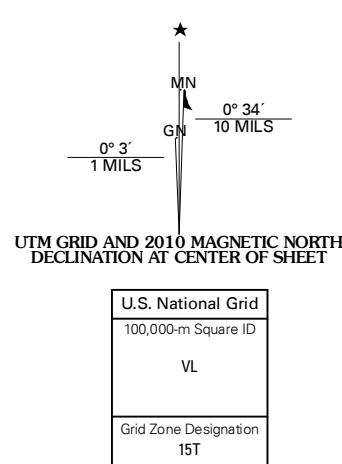 MN
0° 34´
10 MILS
GN
0° 3´
1 MILS
UTM GRID AND 2010 MAGNETIC NORTH
DECLINATION AT CENTER OF SHEET
U.S. National Grid
100,000-m Square ID
VL
Grid Zone Designation
15T